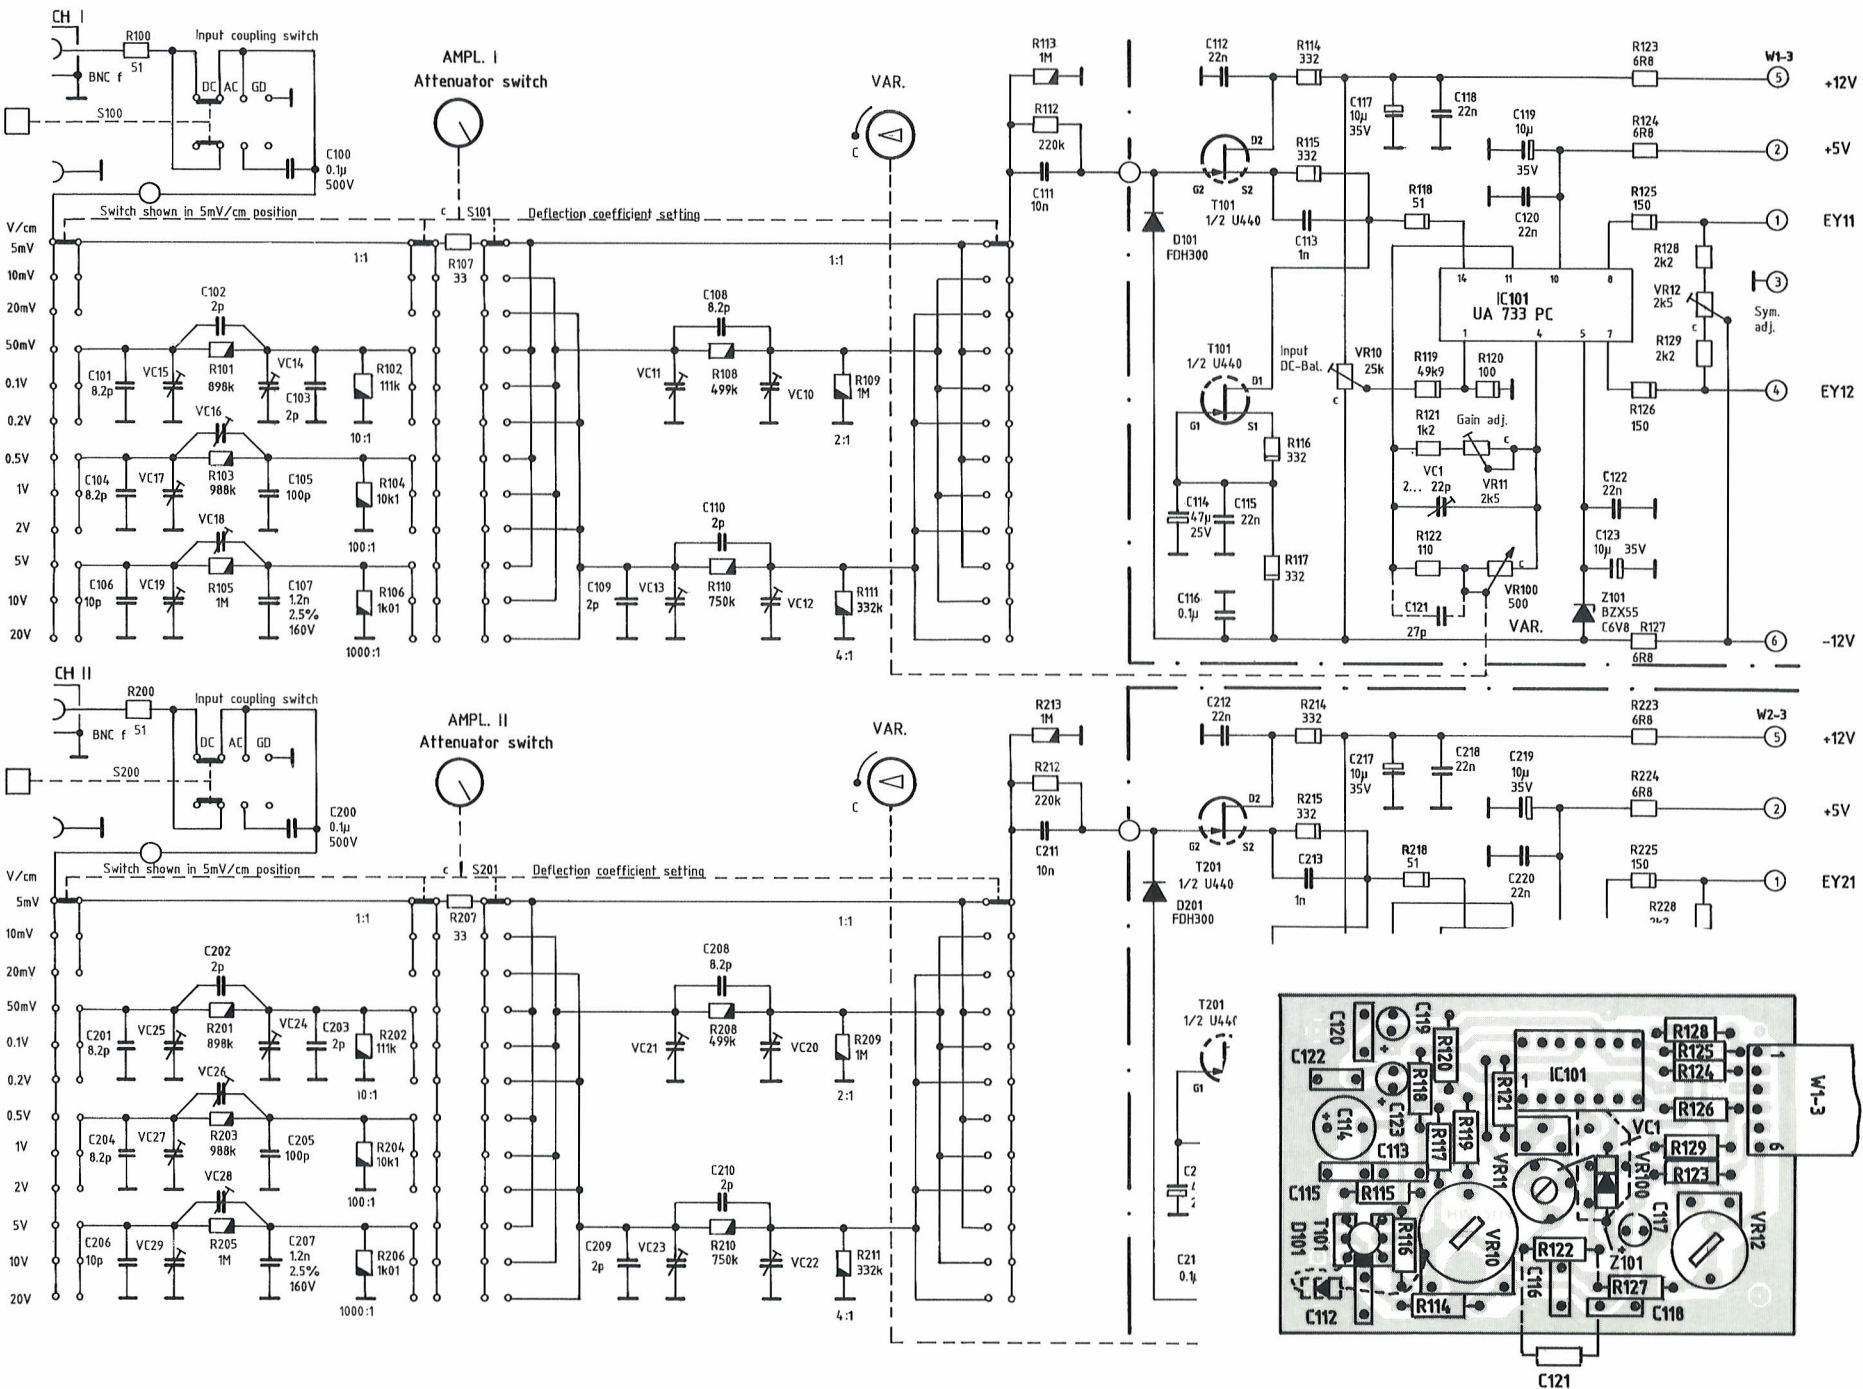 CH I
R100
51
BNC f
Input coupling switch
DC AC GD
S100
C100
0.1µ
500V
AMPL. I
Attenuator switch
VAR.
C
Switch shown in 5mV/cm position
c S101
Deflection coefficient setting
V/cm
5mV
10mV
20mV
50mV
0.1V
0.2V
0.5V
1V
2V
5V
10V
20V
1:1
R107
33
1:1
C102
2p
C101
8.2p
VC15
R101
898k
VC14
C103
2p
R102
111k
10:1
VC16
C104
8.2p
VC17
R103
988k
C105
100p
R104
10k1
100:1
VC18
C106
10p
VC19
R105
1M
C107
1.2n
2.5%
160V
R106
1k01
1000:1
C108
8.2p
VC11
R108
499k
VC10
R109
1M
2:1
C110
2p
C109
2p
VC13
R110
750k
VC12
R111
332k
4:1
R113
1M
R112
220k
C111
10n
C112
22n
R114
332
D2
G2 S2
T101
1/2 U440
R115
332
C113
1n
D101
FDH300
C117
10µ
35V
C118
22n
C119
10µ
35V
C120
22n
R118
51
R123
6R8
W1-3
5
+12V
R124
6R8
2
+5V
R125
150
1
EY11
R128
2k2
VR12
2k5
c
3
Sym.
adj.
R129
2k2
14 11 10 8
IC101
UA 733 PC
1 4 5 7
4
EY12
R126
150
T101
1/2 U440
D1
G1 S1
Input
DC-Bal.
VR10
25k
c
R119
49k9
R120
100
R121
1k2
Gain adj.
c
VR11
2k5
VC1
2... 22p
R122
110
c
VR100
500
VAR.
C121
27p
R116
332
C114
47µ
25V
C115
22n
R117
332
C116
0.1µ
C122
22n
C123
10µ 35V
Z101
BZX55
C6V8
R127
6R8
6
-12V
CH II
R200
51
BNC f
Input coupling switch
DC AC GD
S200
C200
0.1µ
500V
AMPL. II
Attenuator switch
VAR.
C
Switch shown in 5mV/cm position
c S201
Deflection coefficient setting
V/cm
5mV
10mV
20mV
50mV
0.1V
0.2V
0.5V
1V
2V
5V
10V
20V
1:1
R207
33
1:1
C202
2p
C201
8.2p
VC25
R201
898k
VC24
C203
2p
R202
111k
10:1
VC26
C204
8.2p
VC27
R203
988k
C205
100p
R204
10k1
100:1
VC28
C206
10p
VC29
R205
1M
C207
1.2n
2.5%
160V
R206
1k01
1000:1
C208
8.2p
VC21
R208
499k
VC20
R209
1M
2:1
C210
2p
C209
2p
VC23
R210
750k
VC22
R211
332k
4:1
R213
1M
R212
220k
C211
10n
C212
22n
R214
332
D2
G2 S2
T201
1/2 U440
R215
332
C213
1n
D201
FDH300
C217
10µ
35V
C218
22n
C219
10µ
35V
C220
22n
R218
51
R223
6R8
W2-3
5
+12V
R224
6R8
2
+5V
R225
150
1
EY21
R228
T201
G1
C120
C119
C122
R120
R118
C123
C114
R121
IC101
1
R128
R125
R124
R126
R129
R123
W1-3
1
6
VC1
VR100
R119
R117
C113
C115
R115
VR11
T101
D101
R116
VR10
C112
R114
R122
C116
Z101
C117
R127
C118
VR12
C121